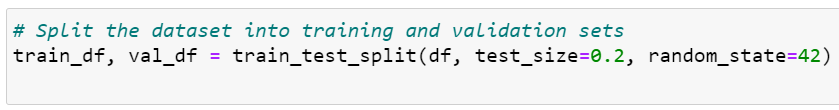 # Split the dataset into training and validation sets
train_df, val_df = train_test_split(df, test_size=0.2, random_state=42)